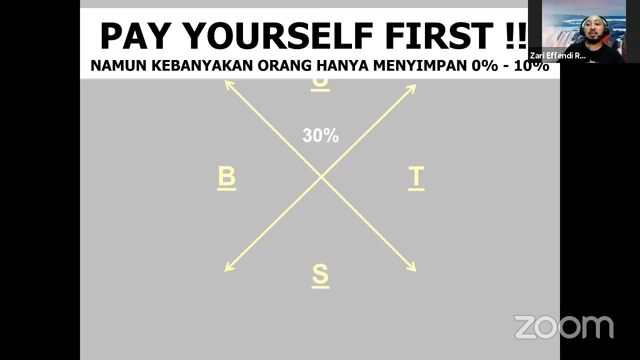 PAY YOURSELF FIRST !!
NAMUN KEBANYAKAN ORANG HANYA MENYIMPAN 0% - 10%
Zari Effendi R...
30%
B
T
S
zoom